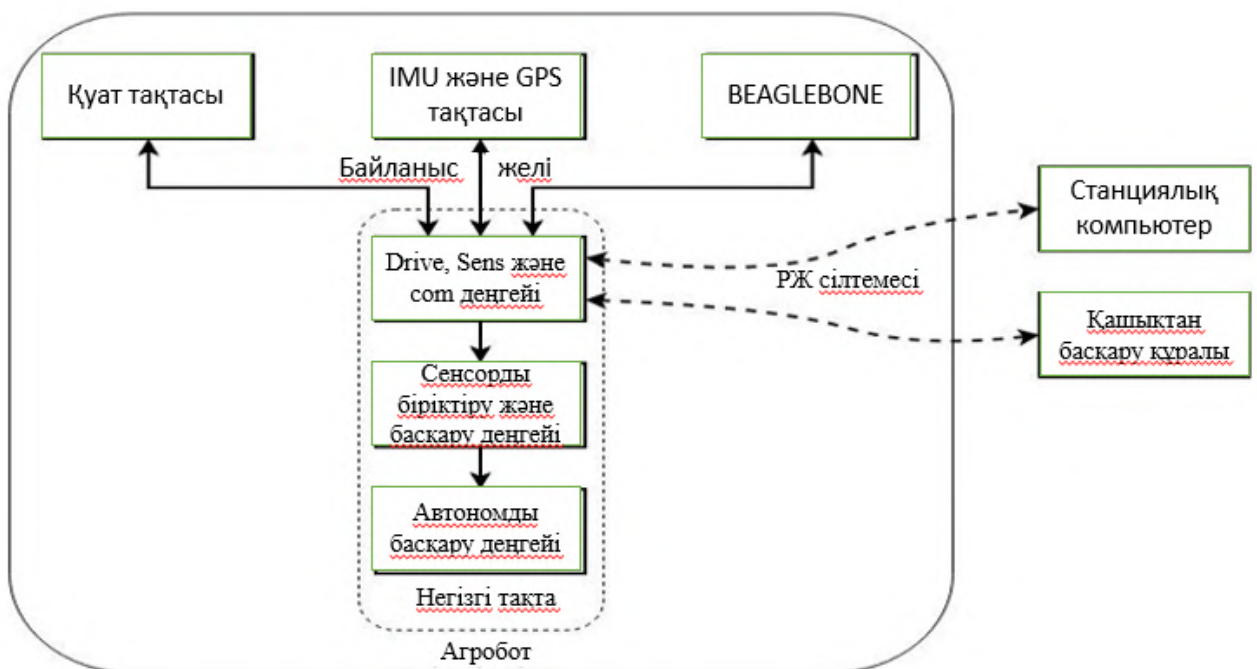 Қуат тақтасы
IMU және GPS
тақтасы
BEAGLEBONE
Байланыс желі
Станциялық
компьютер
Drive, Sens және
com деңгейі
РЖ сілтемесі
Қашықтан
басқару құралы
Сенсорды
біріктіру және
басқару деңгейі
Автономды
басқару деңгейі
Негізгі тақта
Агробот